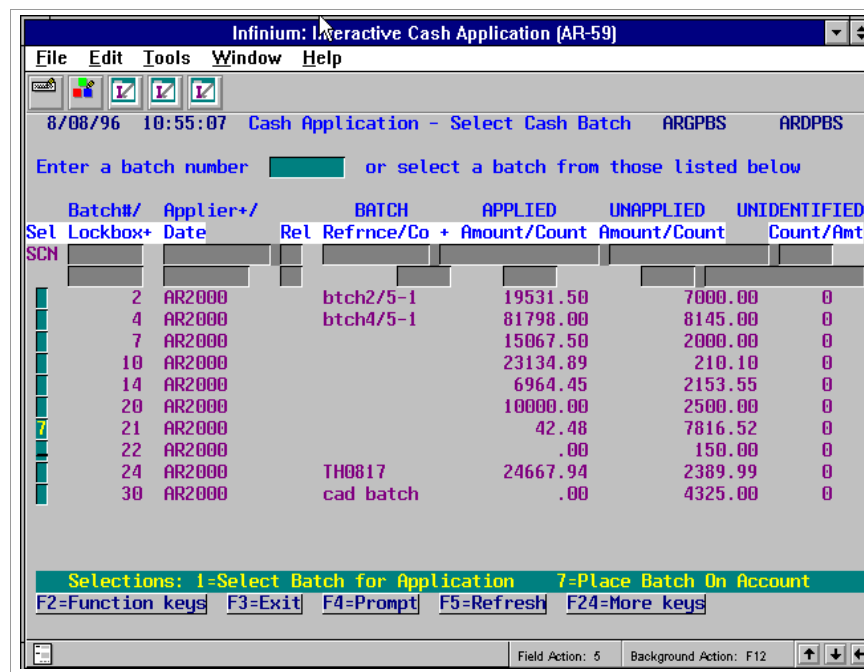 Infinium: Interactive Cash Application (AR-59)
File Edit Tools Window Help
8/08/96 10:55:07 Cash Application - Select Cash Batch ARGPBS ARDPBS
Enter a batch number or select a batch from those listed below
Batch#/ Applier+/ BATCH APPLIED UNAPPLIED UNIDENTIFIED
Sel Lockbox+ Date Rel Refrnce/Co + Amount/Count Amount/Count Count/Amt
SCN
2 AR2000 btch2/5-1 19531.50 7000.00 0
4 AR2000 btch4/5-1 81798.00 8145.00 0
7 AR2000 15067.50 2000.00 0
10 AR2000 23134.89 210.10 0
14 AR2000 6964.45 2153.55 0
20 AR2000 10000.00 2500.00 0
7 21 AR2000 42.48 7816.52 0
22 AR2000 .00 150.00 0
24 AR2000 TH0817 24667.94 2389.99 0
30 AR2000 cad batch .00 4325.00 0
Selections: 1=Select Batch for Application 7=Place Batch On Account
F2=Function keys F3=Exit F4=Prompt F5=Refresh F24=More keys
Field Action: 5 Background Action: F12